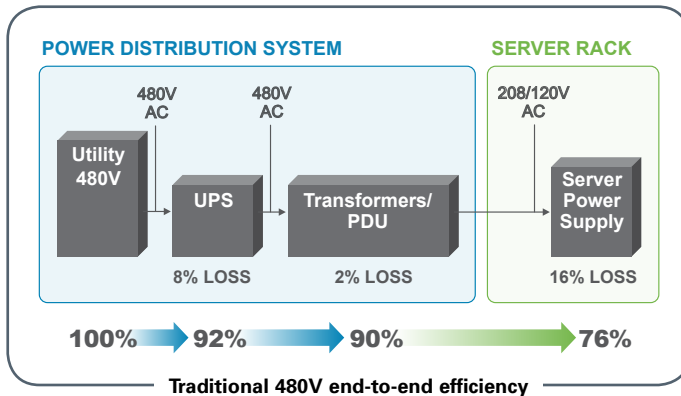 POWER DISTRIBUTION SYSTEM
SERVER RACK
480V
AC
480V
AC
208/120V
AC
Utility
480V
UPS
Transformers/
PDU
Server
Power
Supply
8% LOSS
2% LOSS
16% LOSS
100%
92%
90%
76%
Traditional 480V end-to-end efficiency